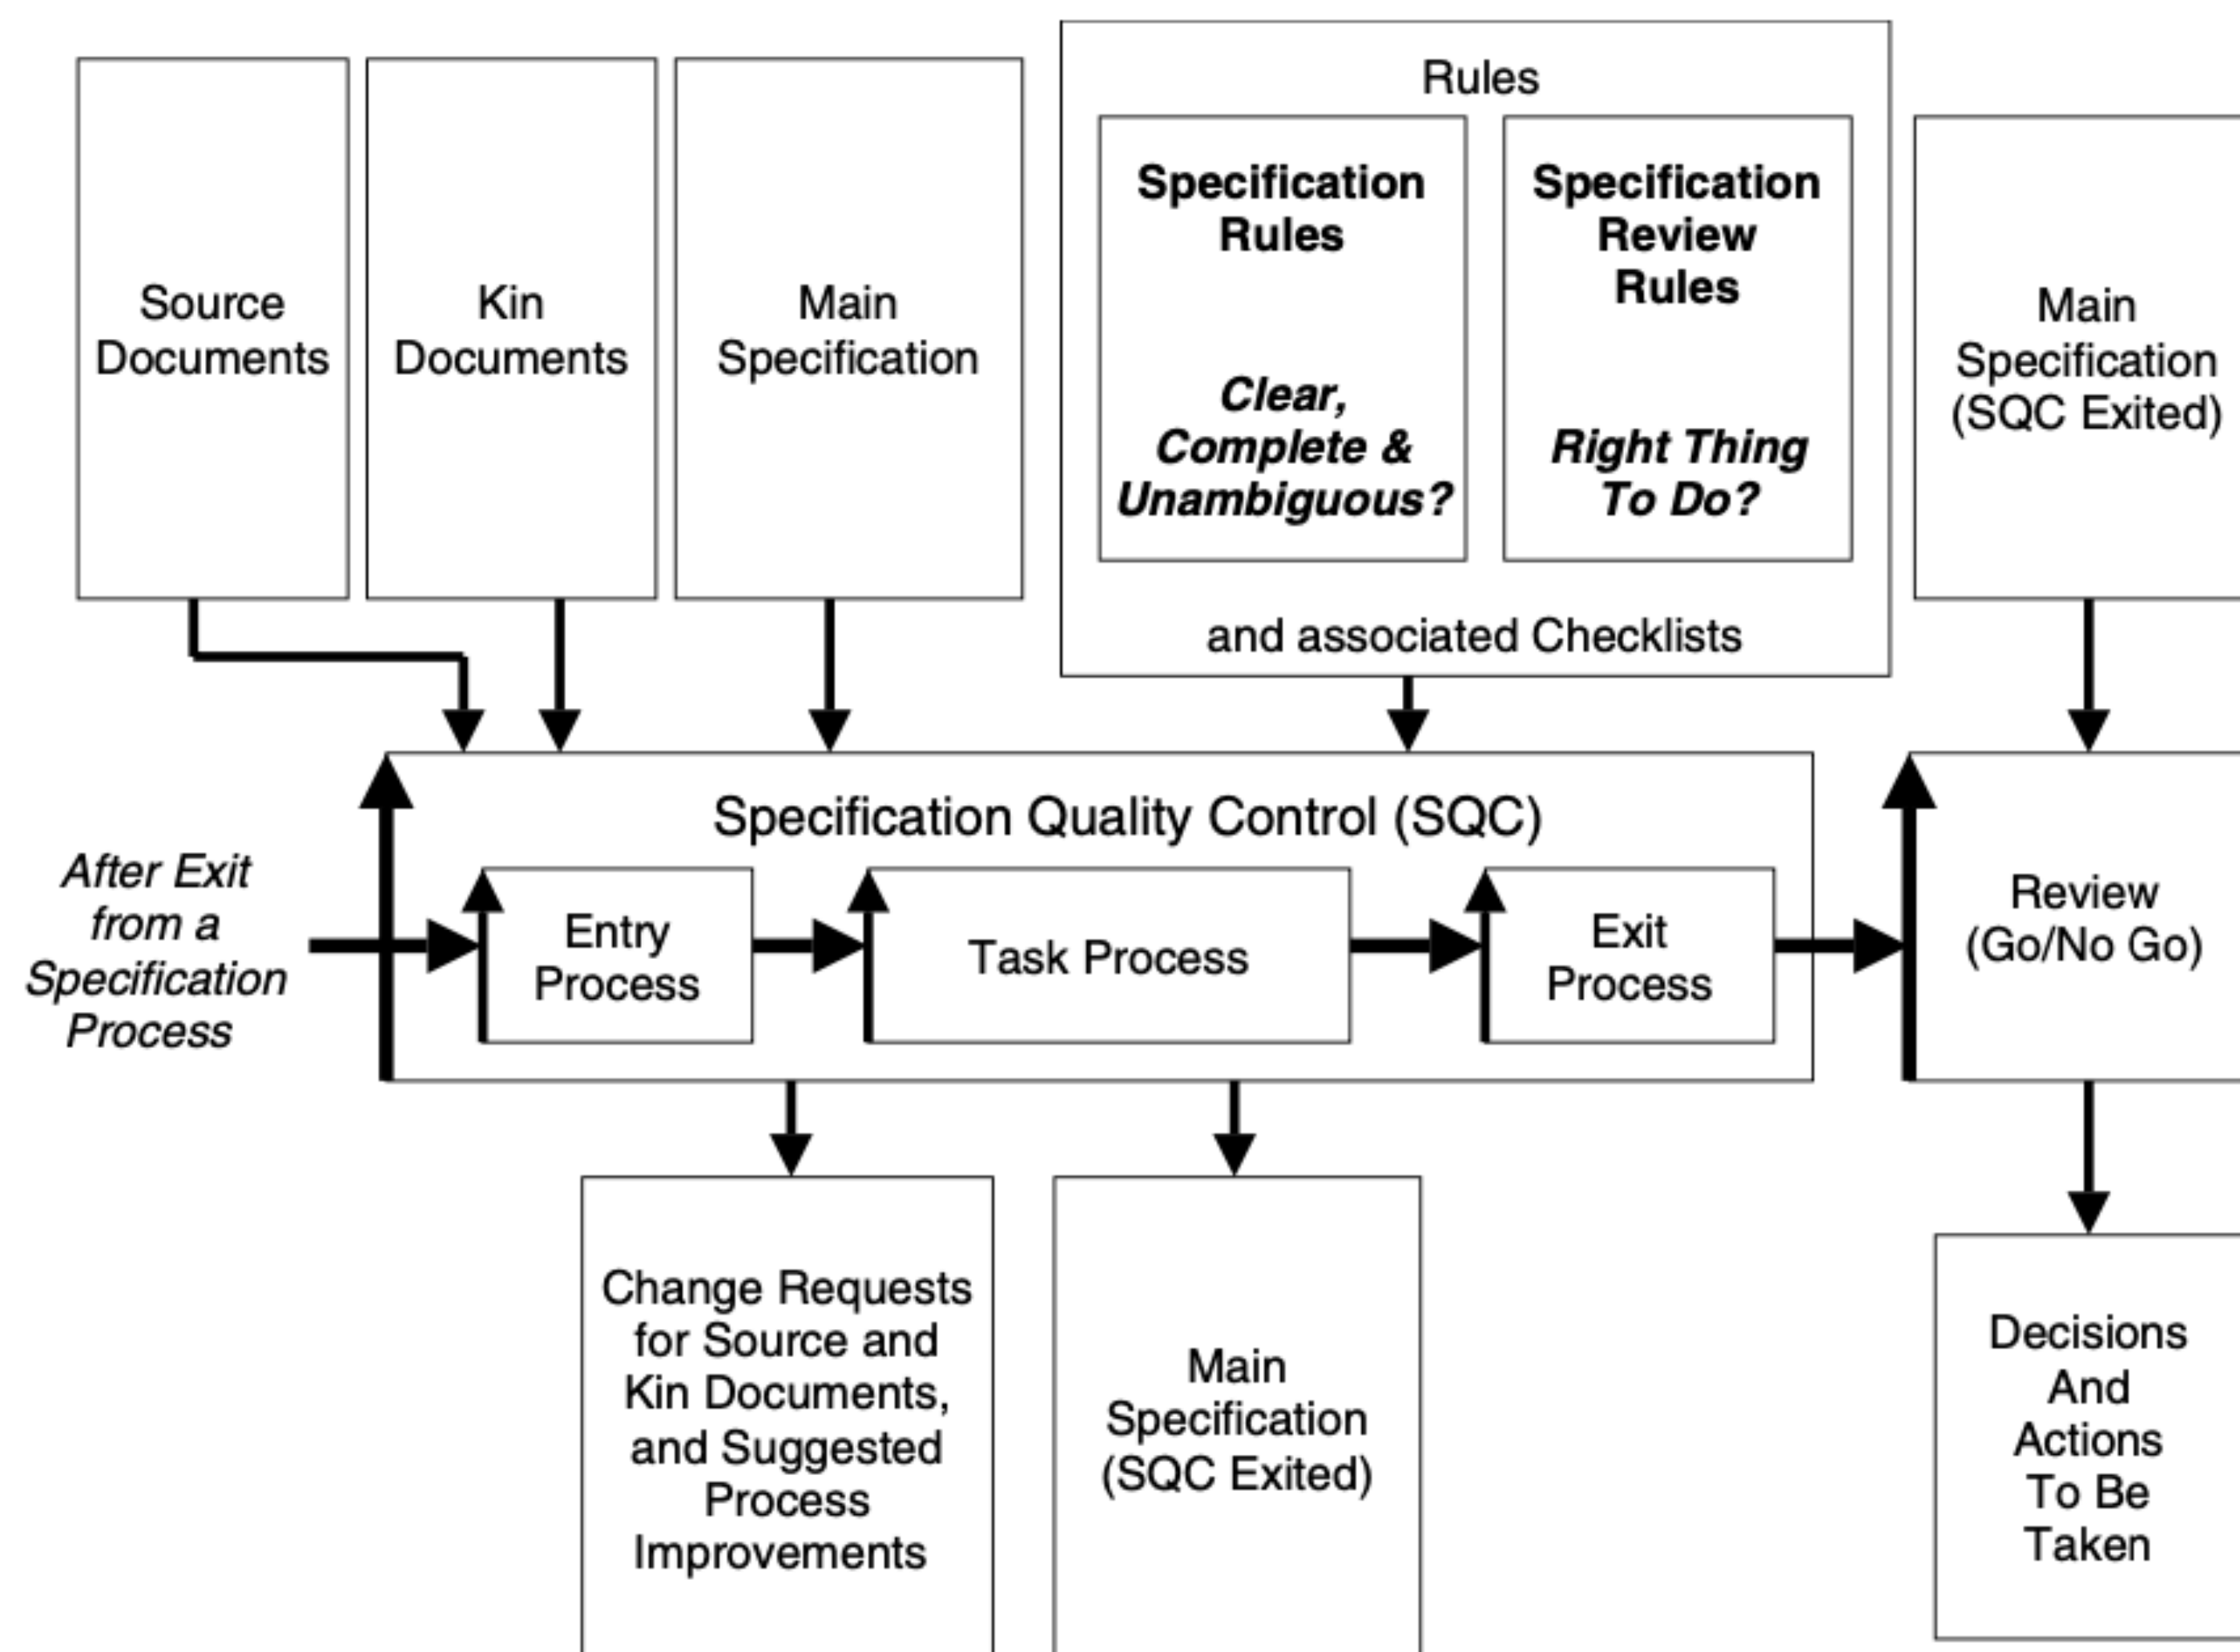 Source
Documents
Kin
Documents
Main
Specification
Rules
Specification
Rules
Clear,
Complete &
Unambiguous?
Specification
Review
Rules
Right Thing
To Do?
and associated Checklists
Main
Specification
(SQC Exited)
After Exit
from a
Specification
Process
Specification Quality Control (SQC)
Entry
Process
Task Process
Exit
Process
Review
(Go/No Go)
Change Requests
for Source and
Kin Documents,
and Suggested
Process
Improvements
Main
Specification
(SQC Exited)
Decisions
And
Actions
To Be
Taken